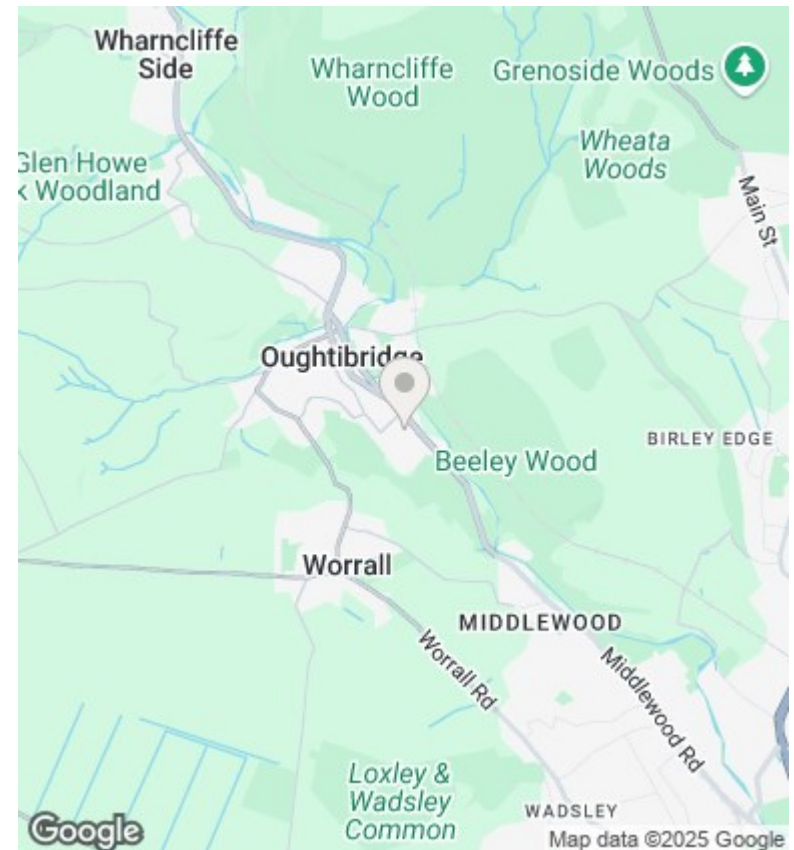 Wharncliffe
Side
Wharncliffe
Wood
Grenoside Woods
Wheata
Woods
Glen Howe
k Woodland
Main St
Oughtibridge
BIRLEY EDGE
Beeley Wood
Worrall
MIDDLEWOOD
Worrall Rd
Middlewood Rd
Loxley &
Wadsley
Common
WADSLEY
Google
Map data ©2025 Google